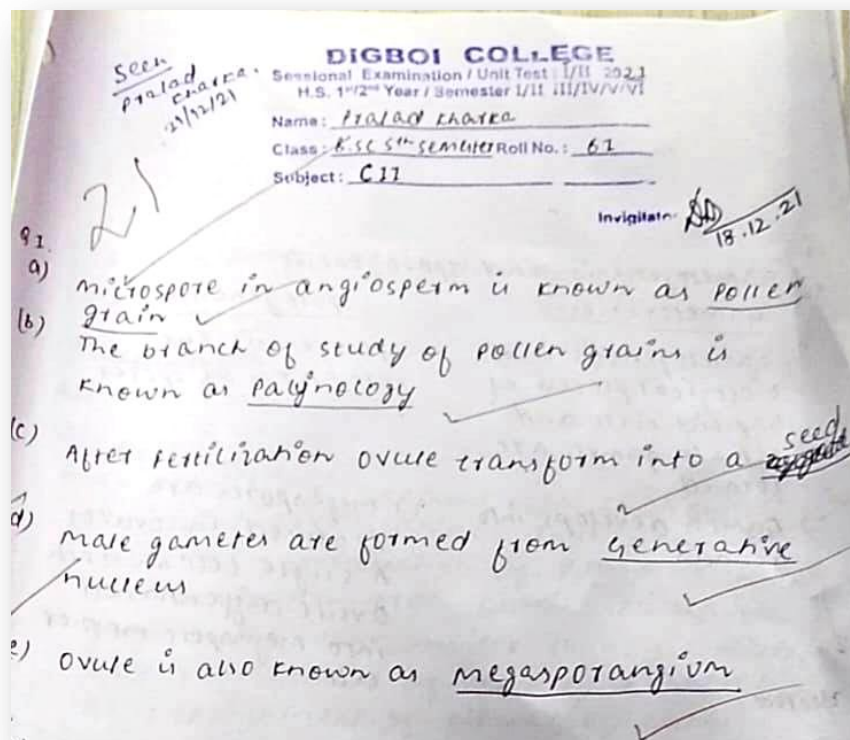 Seen
Pralad
Kharka.
21/12/21
DIGBOI COLLEGE
Sessional Examination / Unit Test : I/II 2021
H.S. 1st/2nd Year / Semester I/II III/IV/V/VI
Name: Pralad Kharka
Class: B.SC 5th semester Roll No.: 61
Subject: C11
21
Invigilator
18.12.21
Q1.
a) microspore in angiosperm is known as pollen
grain
(b) The branch of study of pollen grains is
known as palynology
(c) After fertilization ovule transform into a seed
d) male gametes are formed from generative
nucleus
e) ovule is also known as megasporangium